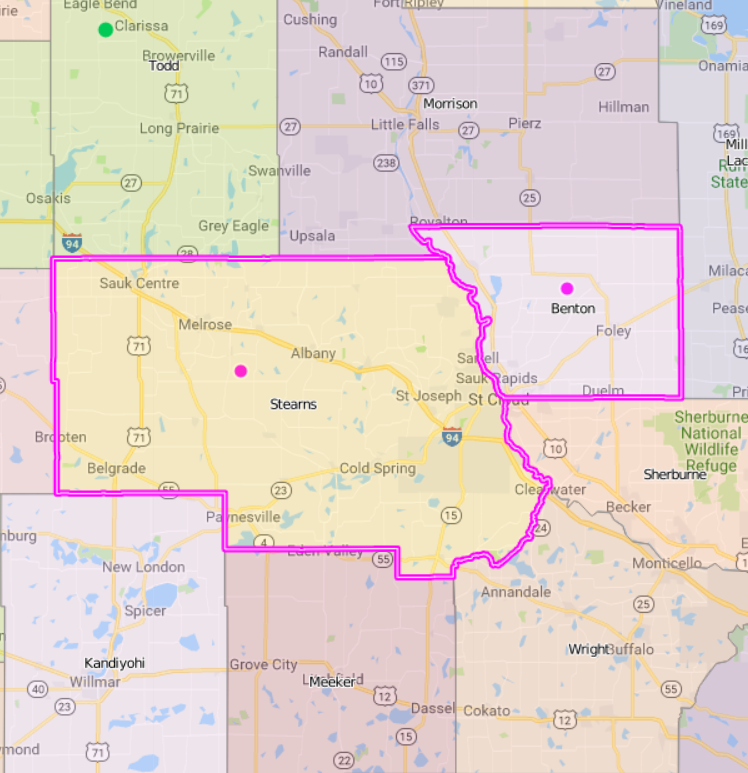 Eagle Bend
Fort Ripley
Vineland
Cushing
169
Clarissa
Randall
Browerville
115
Onamia
Todd
10
27
71
371
Morrison
Hillman
Long Prairie
27
Little Falls
27
Pierz
169
238
Swanville
State
27
Osakis
25
Grey Eagle
Royalton
94
Upsala
28
Milaca
Sauk Centre
Benton
Melrose
Foley
71
Albany
Sartell
Sauk Rapids
Duelm
St Joseph
St Cloud
Stearns
Sherburne
National
Wildlife
Refuge
Brooten
71
94
10
Belgrade
Cold Spring
Sherburne
55
23
Clearwater
Becker
Paynesville
15
24
4
Eden Valley
55
New London
Monticello
Annandale
Spicer
25
Kandiyohi
Grove City
Wright
Buffalo
Willmar
Meeker
40
12
55
23
Dassel
Cokato
12
15
71
22